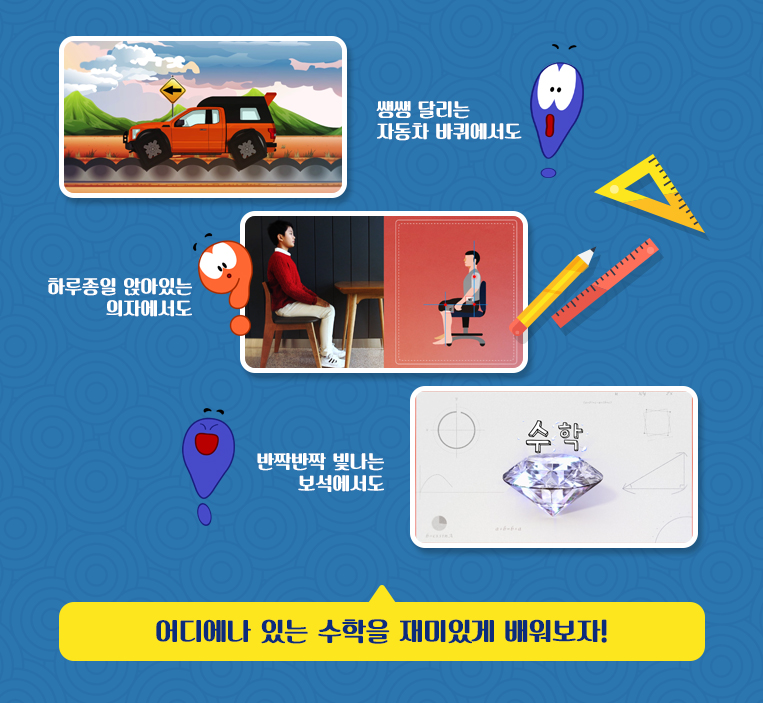 쌩쌩 달리는
자동차 바퀴에서도
하루종일 앉아있는
의자에서도
수학
반짝반짝 빛나는
보석에서도
어디에나 있는 수학을 재미있게 배워보자!